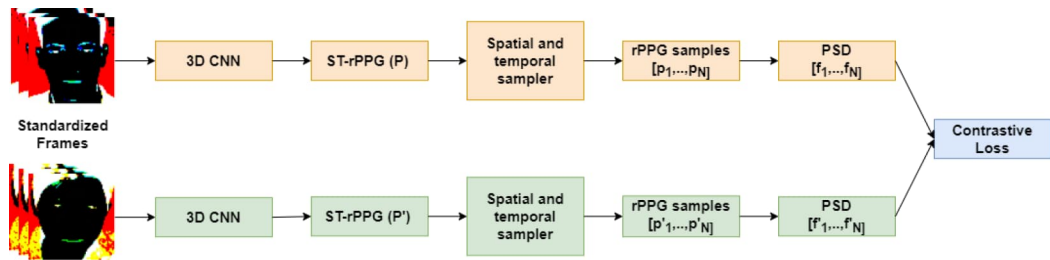 3D CNN
ST-rPPG (P)
Spatial and
temporal
sampler
rPPG samples
[p1,..,pN]
PSD
[f1,..,fN]
Standardized
Frames
Contrastive
Loss
3D CNN
ST-rPPG (P')
Spatial and
temporal
sampler
rPPG samples
[p'1,..,p'N]
PSD
[f'1,..,f'N]